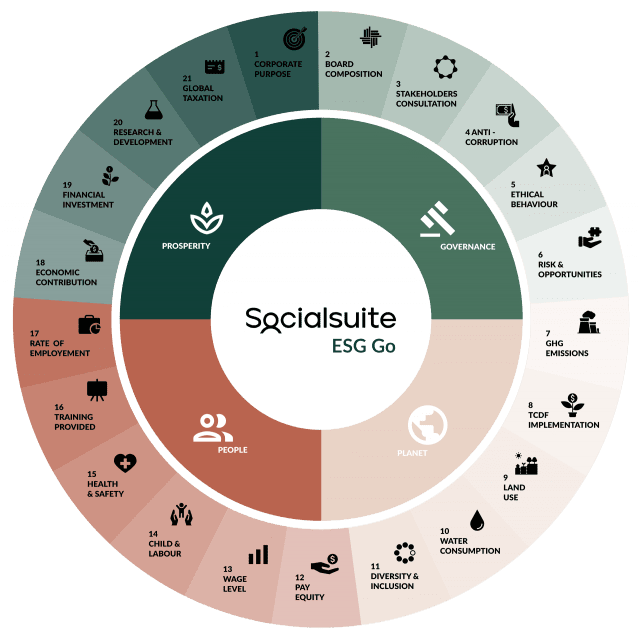 1
CORPORATE
PURPOSE
2
BOARD
COMPOSITION
3
STAKEHOLDERS
CONSULTATION
4 ANTI -
CORRUPTION
5
ETHICAL
BEHAVIOUR
6
RISK &
OPPORTUNITIES
7
GHG
EMISSIONS
8
TCDF
IMPLEMENTATION
9
LAND
USE
10
WATER
CONSUMPTION
11
DIVERSITY &
INCLUSION
12
PAY
EQUITY
13
WAGE
LEVEL
14
CHILD &
LABOUR
15
HEALTH
& SAFETY
16
TRAINING
PROVIDED
17
RATE OF
EMPLOYEMENT
18
ECONOMIC
CONTRIBUTION
19
FINANCIAL
INVESTMENT
20
RESEARCH &
DEVELOPMENT
21
GLOBAL
TAXATION
PROSPERITY
GOVERNANCE
Socialsuite
ESG Go
PEOPLE
PLANET